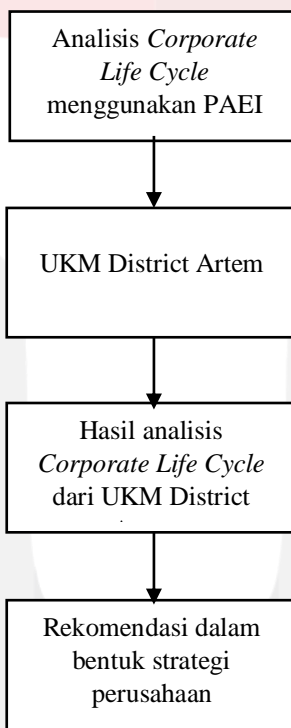 Analisis Corporate
Life Cycle
menggunakan PAEI
UKM District Artem
Hasil analisis
Corporate Life Cycle
dari UKM District
Rekomendasi dalam
bentuk strategi
perusahaan